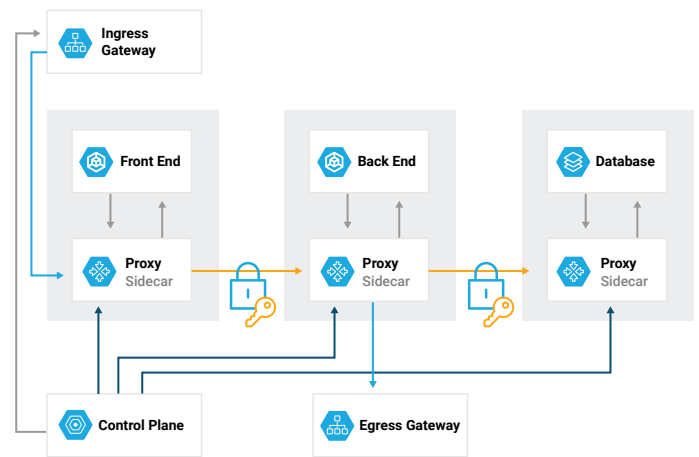 Ingress
Gateway
Front End
Back End
Database
Proxy
Sidecar
Proxy
Sidecar
Proxy
Sidecar
Control Plane
Egress Gateway